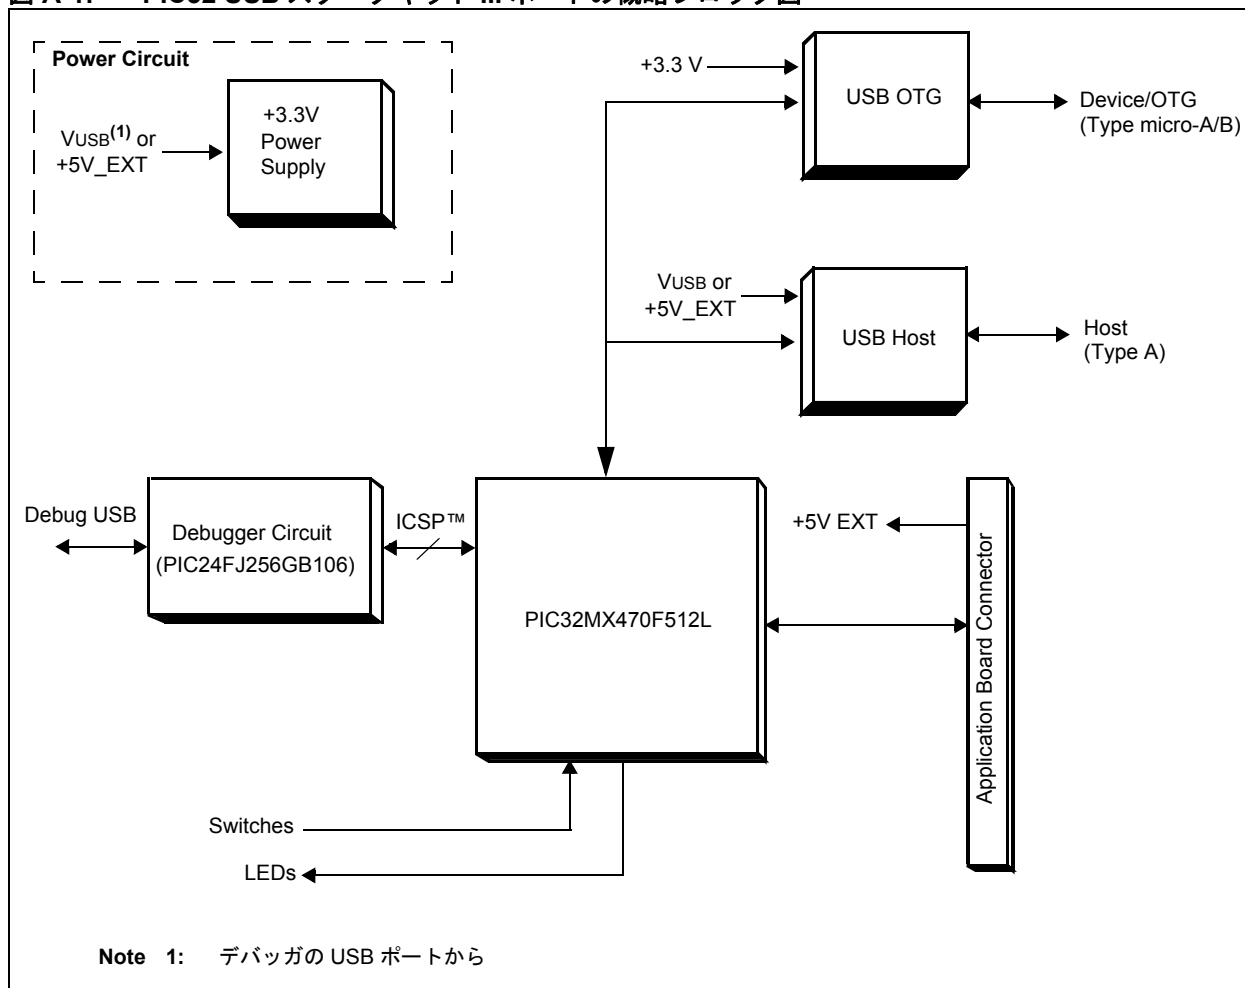 Power Circuit
+3.3V
Power
Supply
VUSB(1) or
+5V_EXT
+3.3 V
USB OTG
Device/OTG
(Type micro-A/B)
VUSB or
+5V_EXT
USB Host
Host
(Type A)
Debug USB
Debugger Circuit
(PIC24FJ256GB106)
ICSP™
PIC32MX470F512L
+5V EXT
Application Board Connector
Switches
LEDs
Note 1: デバッガの USB ポートから